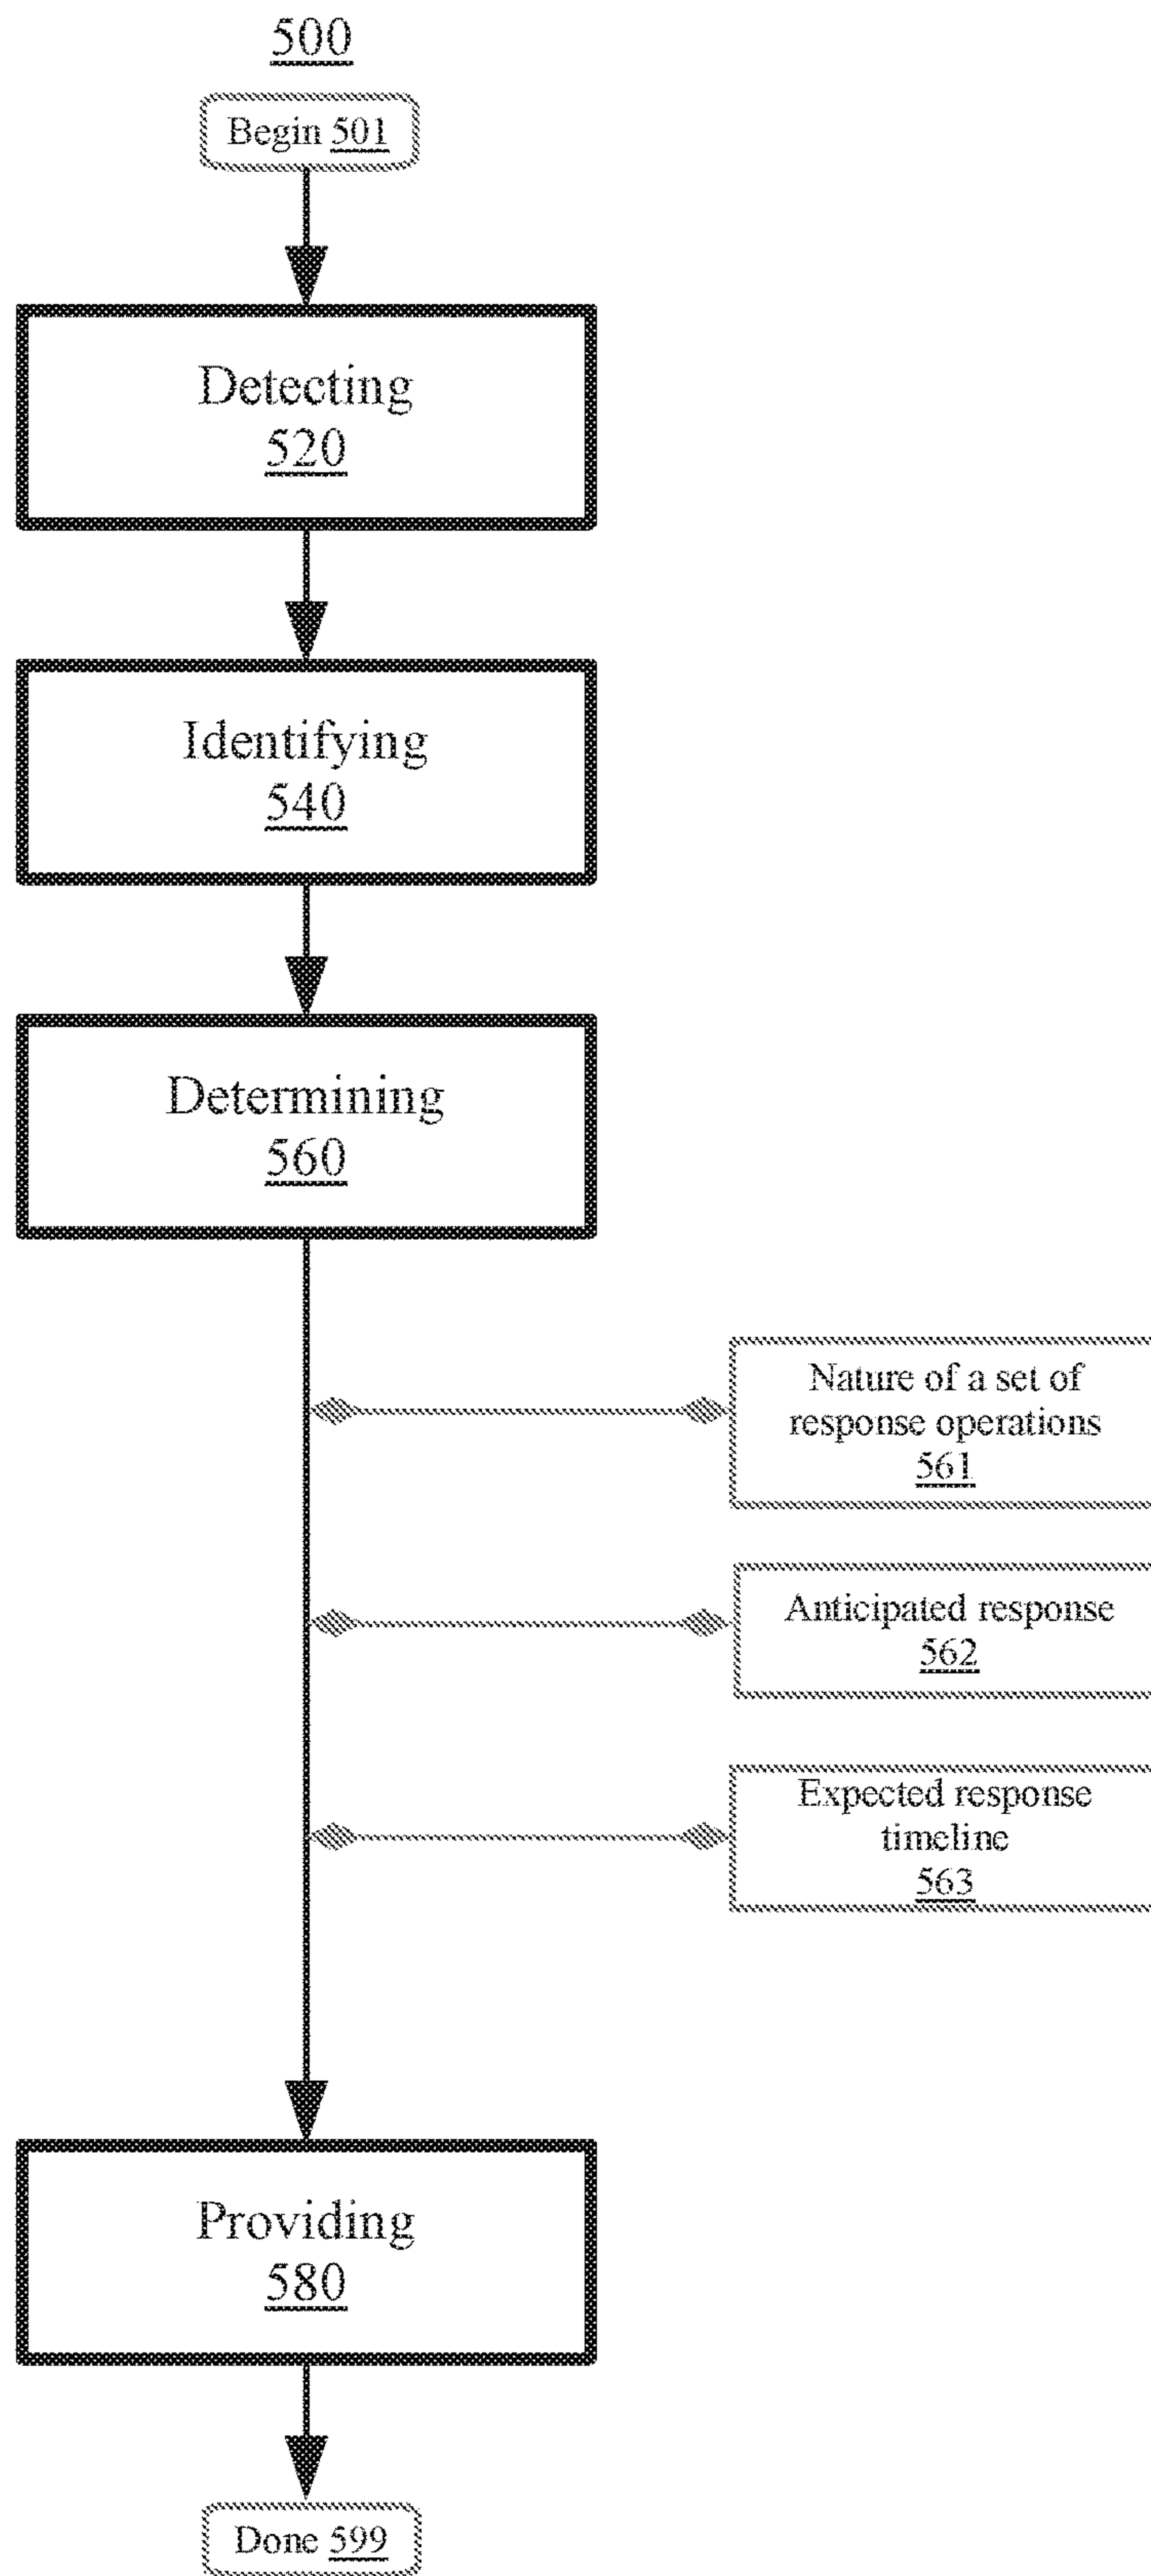 500
Begin 501
Detecting
520
Identifying
540
Determining
560
Nature of a set of
response operations
561
Anticipated response
562
Expected response
timeline
563
Providing
580
Done 599